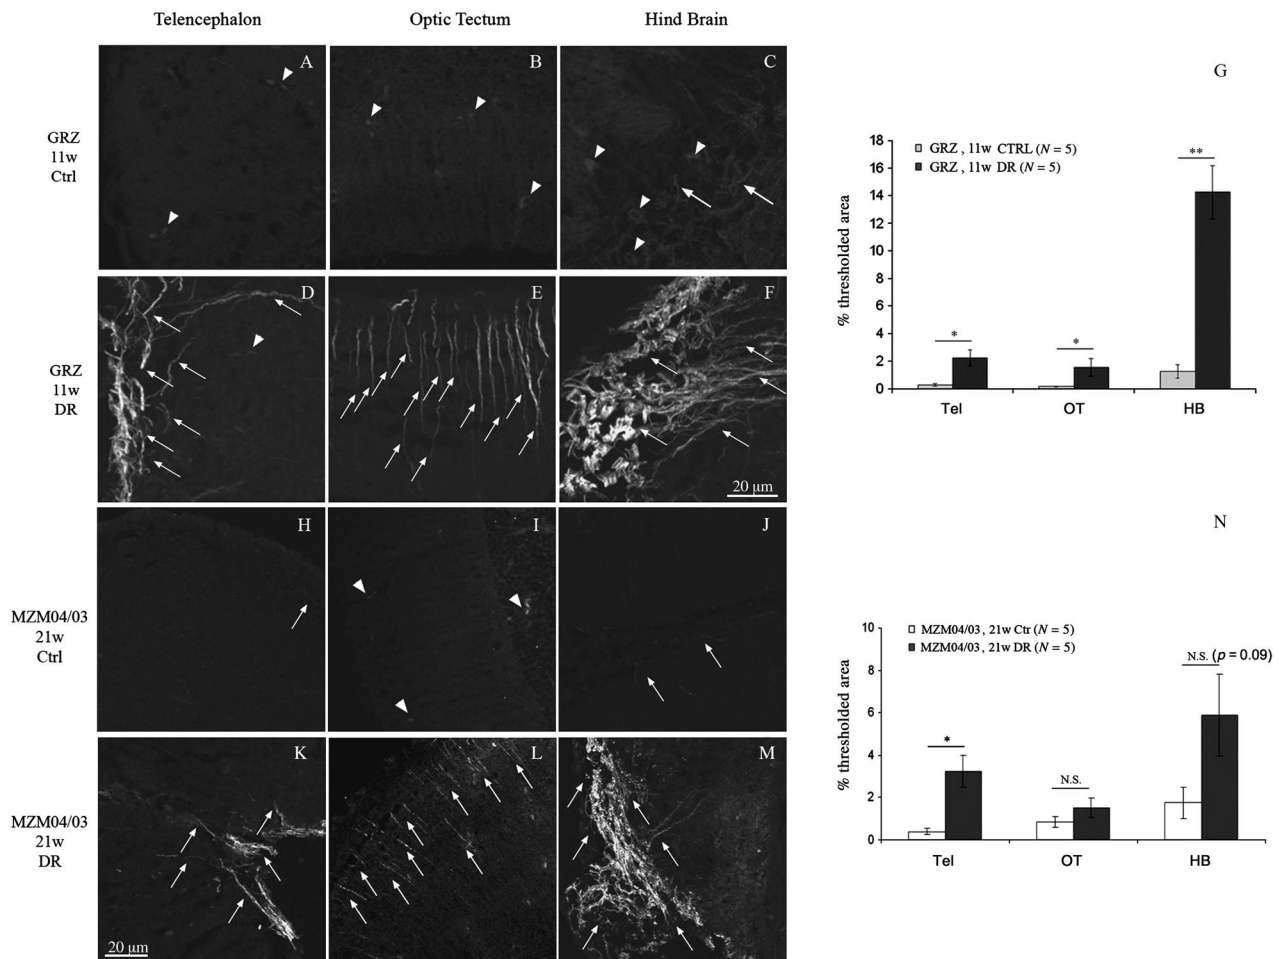 Telencephalon
Optic Tectum
Hind Brain
GRZ
11w
Ctrl
A
B
C
GRZ
11w
DR
D
E
F
20 µm
MZM04/03
21w
Ctrl
H
I
J
MZM04/03
21w
DR
K
L
M
20 µm
G
% thresholded area
18
16
14
12
10
8
6
4
2
0
GRZ , 11w CTRL (N = 5)
GRZ , 11w DR (N = 5)
*
*
**
Tel
OT
HB
N
% thresholded area
10
8
6
4
2
0
MZM04/03, 21w Ctr (N = 5)
MZM04/03, 21w DR (N = 5)
*
N.S.
N.S. (p = 0.09)
Tel
OT
HB